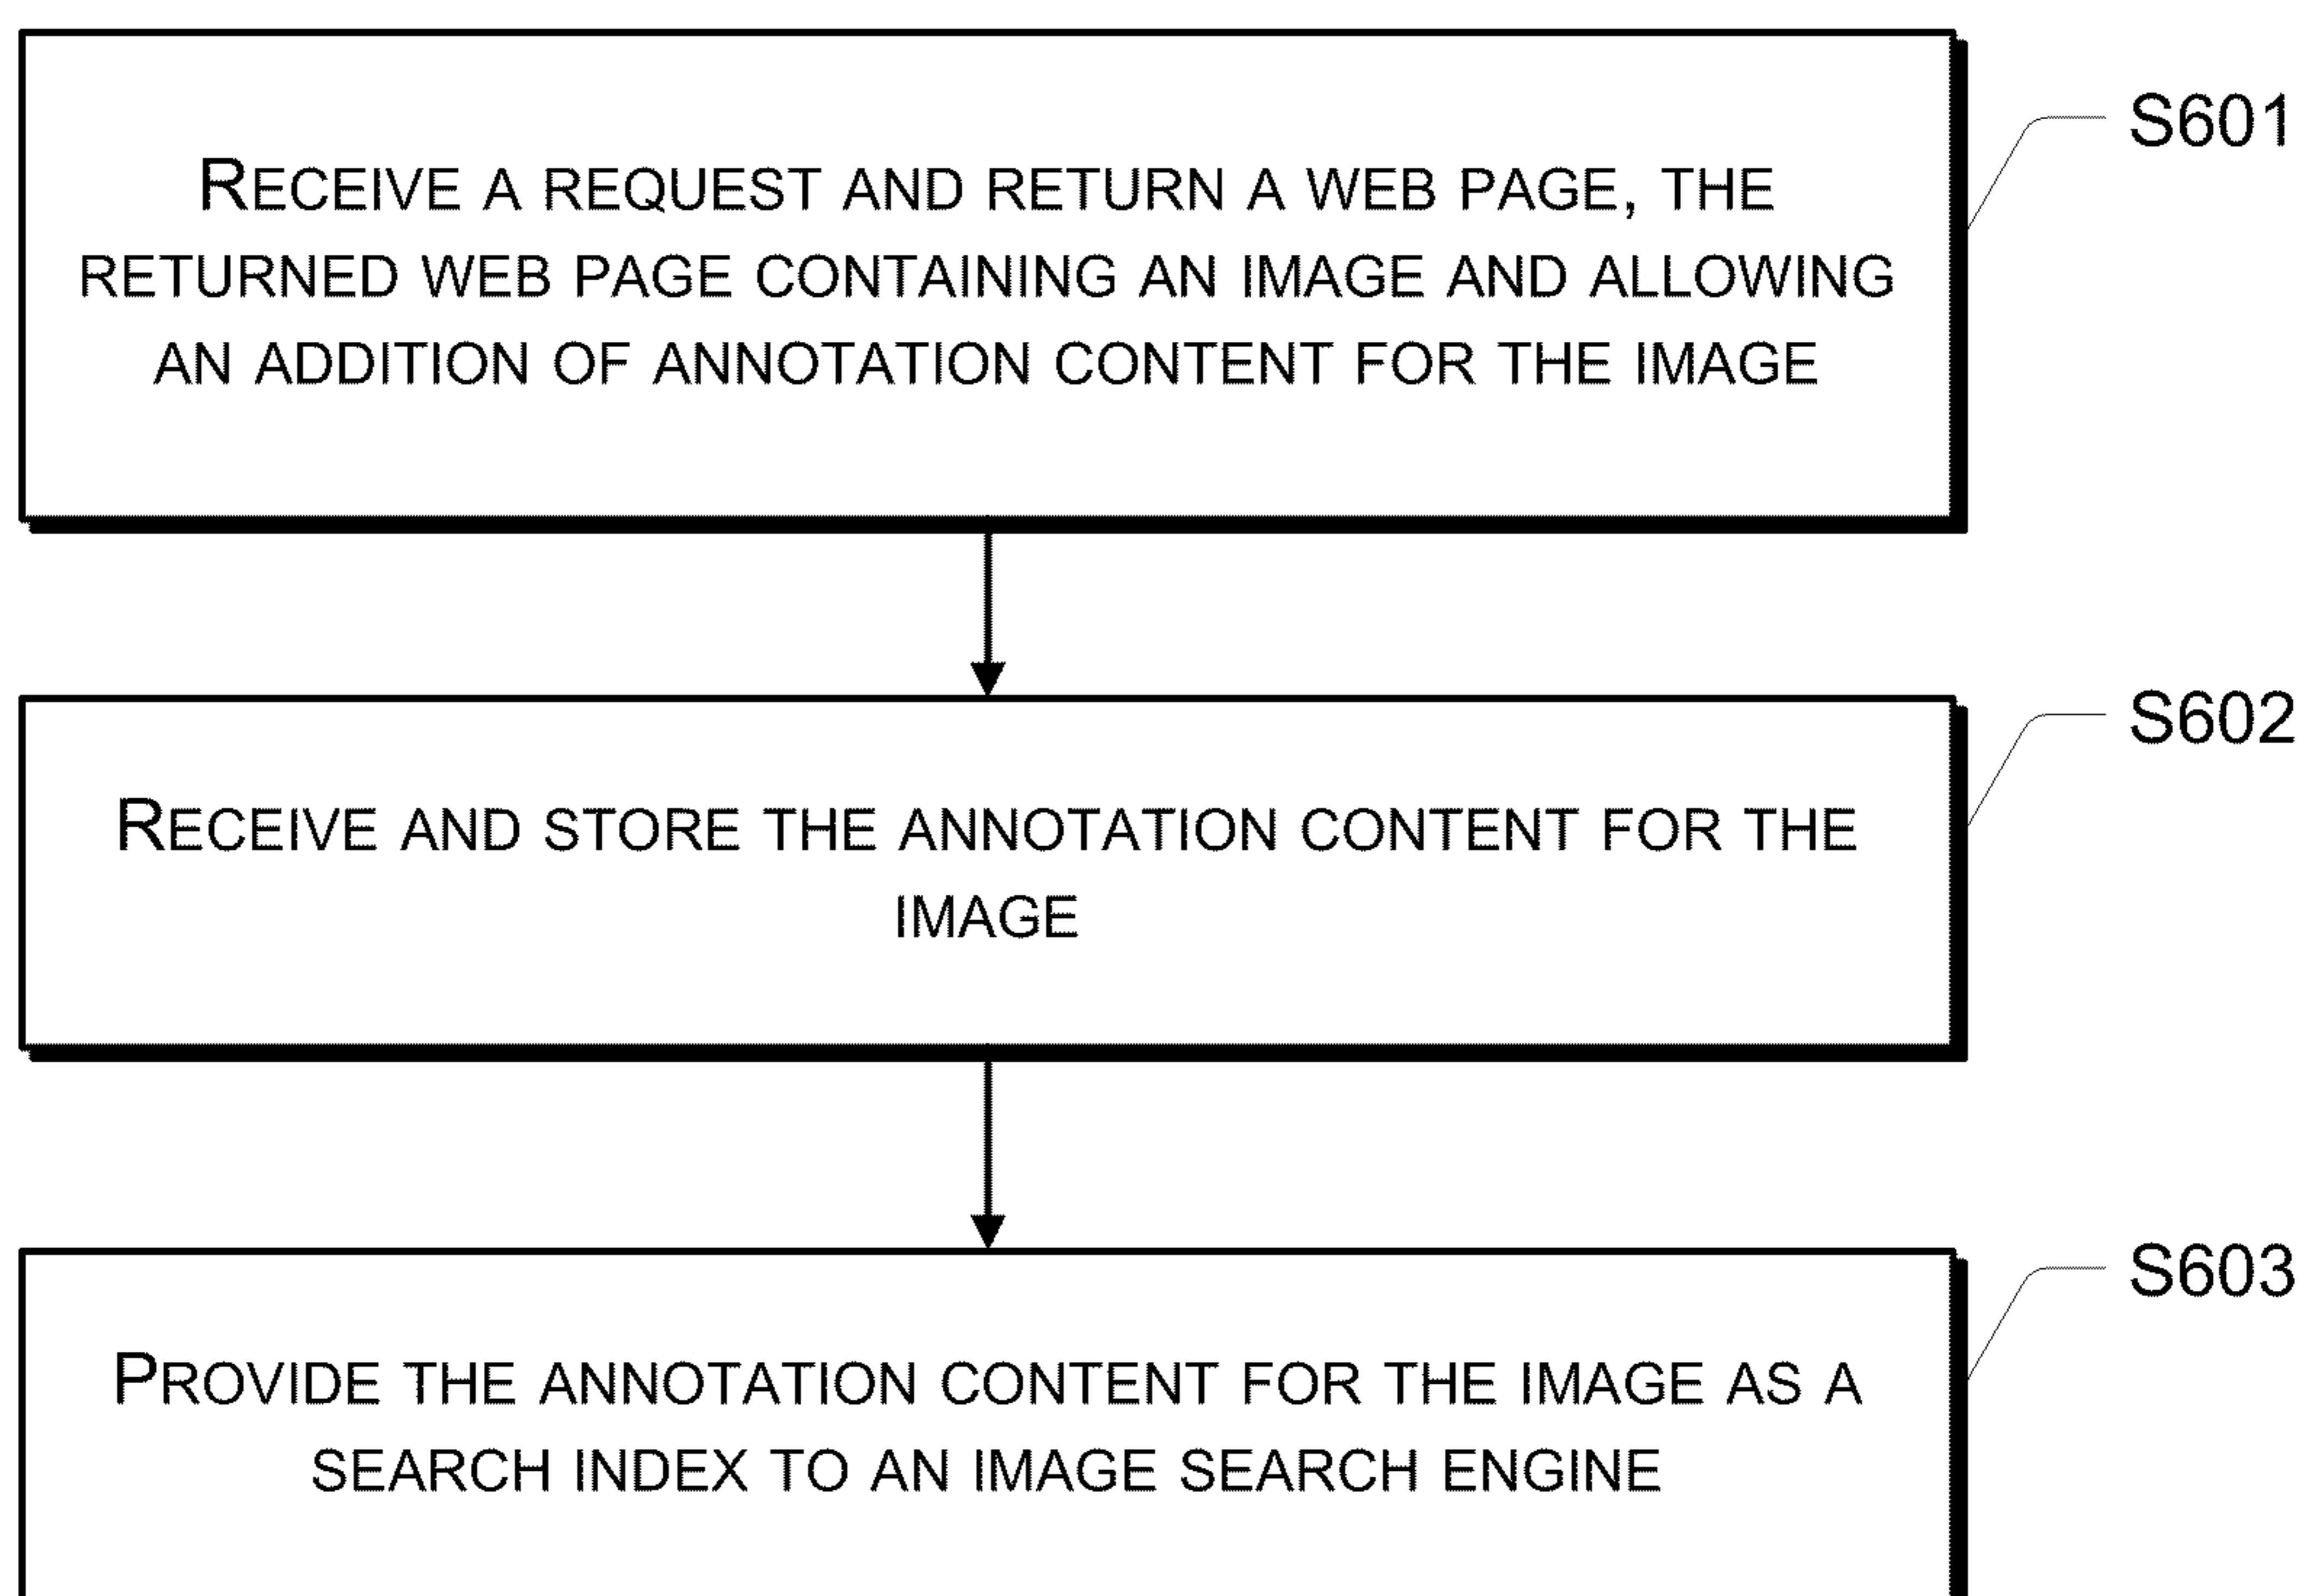 RECEIVE A REQUEST AND RETURN A WEB PAGE, THE
RETURNED WEB PAGE CONTAINING AN IMAGE AND ALLOWING
AN ADDITION OF ANNOTATION CONTENT FOR THE IMAGE
S601
RECEIVE AND STORE THE ANNOTATION CONTENT FOR THE
IMAGE
S602
PROVIDE THE ANNOTATION CONTENT FOR THE IMAGE AS A
SEARCH INDEX TO AN IMAGE SEARCH ENGINE
S603